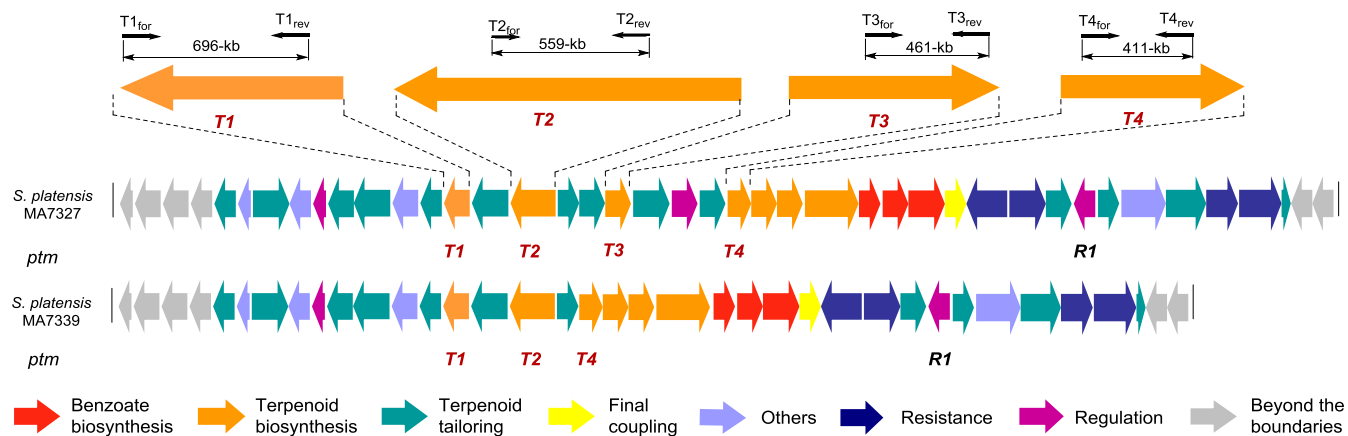 T1for T1rev T2for T2rev T3for T3rev T4for T4rev
696-kb 559-kb 461-kb 411-kb
T1 T2 T3 T4
S. platensis
MA7327
ptm T1 T2 T3 T4 R1
S. platensis
MA7339
ptm T1 T2 T4 R1
Benzoate biosynthesis
Terpenoid biosynthesis
Terpenoid tailoring
Final coupling
Others
Resistance
Regulation
Beyond the boundaries